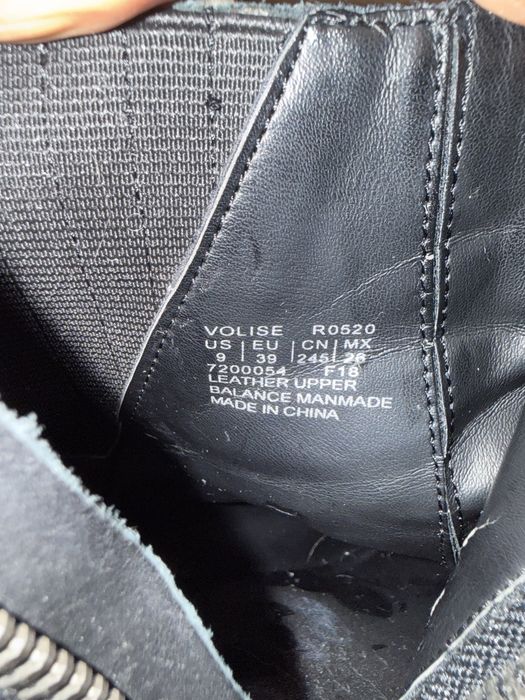 VOLISE R0520
US | EU | CN | MX
9 | 39 | 245 | 26
7200054 F18
LEATHER UPPER
BALANCE MANMADE
MADE IN CHINA